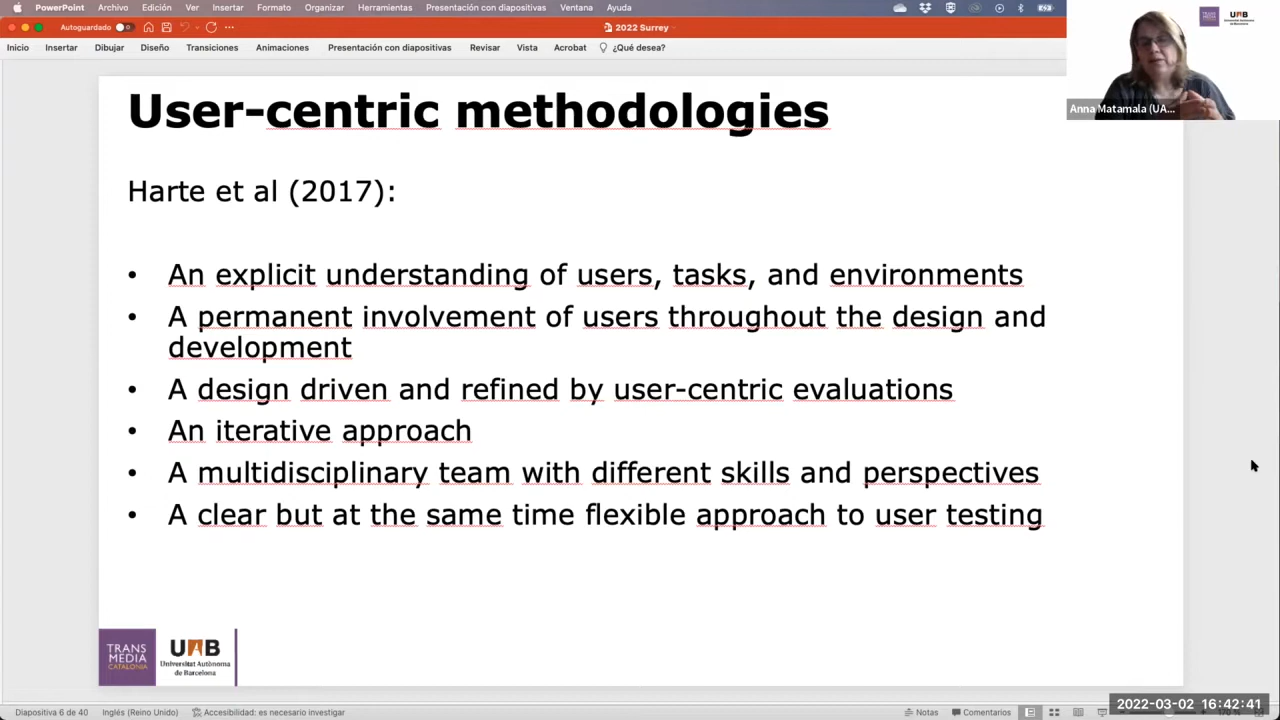 PowerPoint Archivo Edición Ver Insertar Formato Organizar Herramientas Presentación con diapositivas Ventana Ayuda
Autoguardado
2022 Surrey
Inicio Insertar Dibujar Diseño Transiciones Animaciones Presentación con diapositivas Revisar Vista Acrobat ¿Qué desea?
Anna Matamala (UA...
User-centric methodologies
Harte et al (2017):
• An explicit understanding of users, tasks, and environments
• A permanent involvement of users throughout the design and
development
• A design driven and refined by user-centric evaluations
• An iterative approach
• A multidisciplinary team with different skills and perspectives
• A clear but at the same time flexible approach to user testing
TRANS
MEDIA
CATALONIA
UAB
Universitat Autònoma
de Barcelona
Diapositiva 6 de 40 Inglés (Reino Unido) Accesibilidad: es necesario investigar Notas Comentarios
2022-03-02 16:42:41